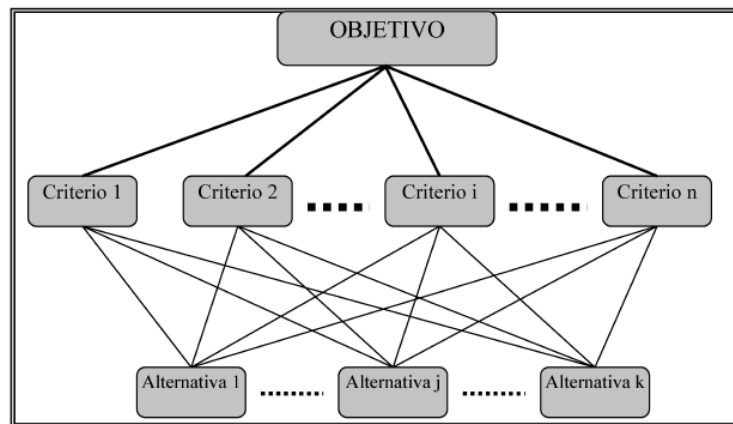 OBJETIVO
Criterio 1
Criterio 2
Criterio i
Criterio n
Alternativa 1
Alternativa j
Alternativa k